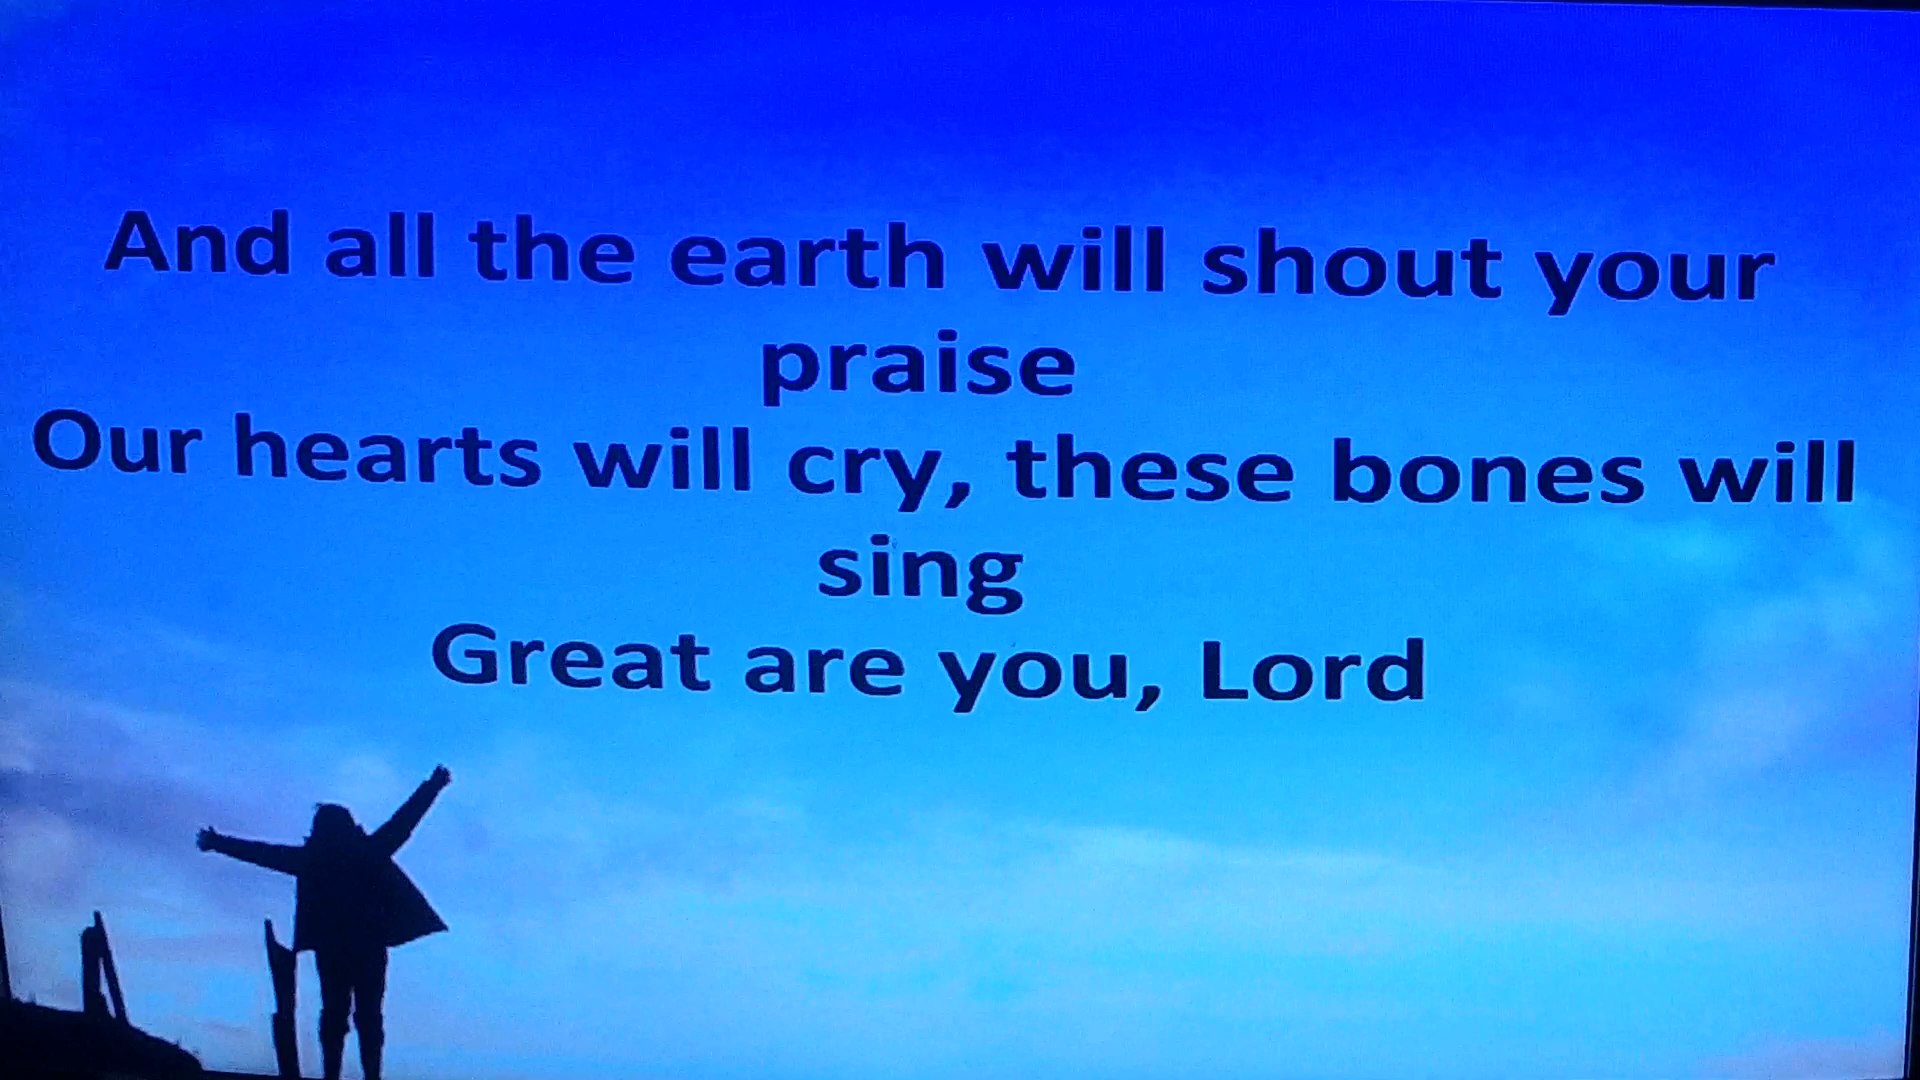 And all the earth will shout your
praise
Our hearts will cry, these bones will
sing
Great are you, Lord